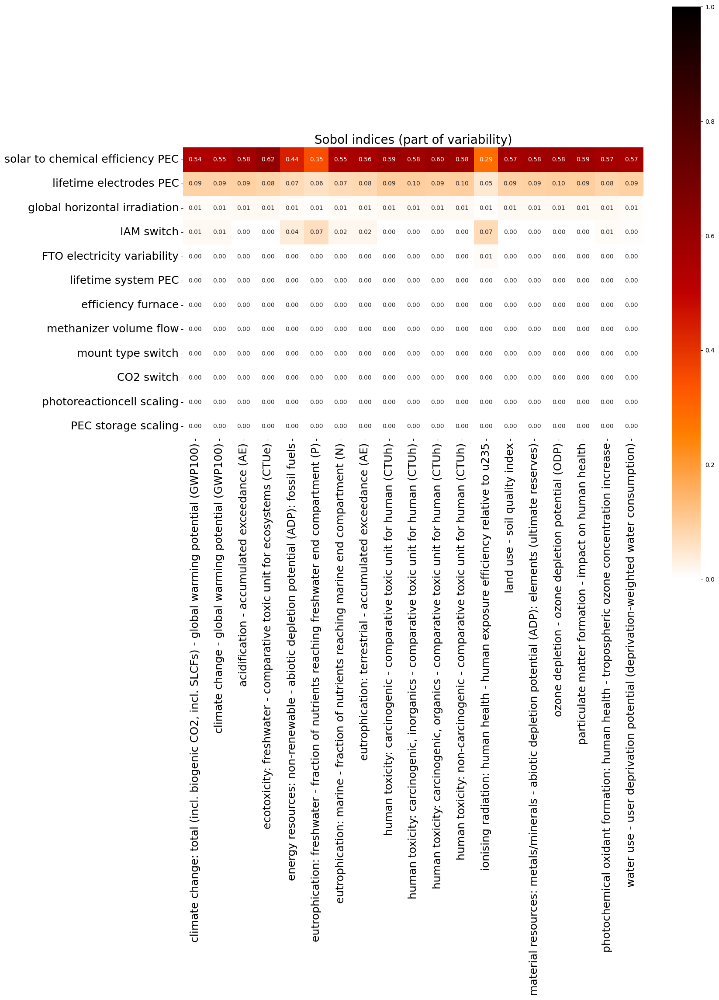 Sobol indices (part of variability)
solar to chemical efficiency PEC 0.54 0.55 0.58 0.62 0.44 0.35 0.55 0.56 0.59 0.58 0.60 0.58 0.29 0.57 0.58 0.58 0.59 0.57 0.57
lifetime electrodes PEC 0.09 0.09 0.09 0.08 0.07 0.06 0.07 0.08 0.09 0.10 0.09 0.10 0.05 0.09 0.09 0.10 0.09 0.08 0.09
global horizontal irradiation 0.01 0.01 0.01 0.01 0.01 0.01 0.01 0.01 0.01 0.01 0.01 0.01 0.01 0.01 0.01 0.01 0.01 0.01 0.01
IAM switch 0.01 0.01 0.00 0.00 0.04 0.07 0.02 0.02 0.00 0.00 0.00 0.00 0.07 0.00 0.00 0.00 0.00 0.01 0.00
FTO electricity variability 0.00 0.00 0.00 0.00 0.00 0.00 0.00 0.00 0.00 0.00 0.00 0.00 0.01 0.00 0.00 0.00 0.00 0.00 0.00
lifetime system PEC 0.00 0.00 0.00 0.00 0.00 0.00 0.00 0.00 0.00 0.00 0.00 0.00 0.00 0.00 0.00 0.00 0.00 0.00 0.00
efficiency furnace 0.00 0.00 0.00 0.00 0.00 0.00 0.00 0.00 0.00 0.00 0.00 0.00 0.00 0.00 0.00 0.00 0.00 0.00 0.00
methanizer volume flow 0.00 0.00 0.00 0.00 0.00 0.00 0.00 0.00 0.00 0.00 0.00 0.00 0.00 0.00 0.00 0.00 0.00 0.00 0.00
mount type switch 0.00 0.00 0.00 0.00 0.00 0.00 0.00 0.00 0.00 0.00 0.00 0.00 0.00 0.00 0.00 0.00 0.00 0.00 0.00
CO2 switch 0.00 0.00 0.00 0.00 0.00 0.00 0.00 0.00 0.00 0.00 0.00 0.00 0.00 0.00 0.00 0.00 0.00 0.00 0.00
photoreactioncell scaling 0.00 0.00 0.00 0.00 0.00 0.00 0.00 0.00 0.00 0.00 0.00 0.00 0.00 0.00 0.00 0.00 0.00 0.00 0.00
PEC storage scaling 0.00 0.00 0.00 0.00 0.00 0.00 0.00 0.00 0.00 0.00 0.00 0.00 0.00 0.00 0.00 0.00 0.00 0.00 0.00
climate change: total (incl. biogenic CO2, incl. SLCFs) - global warming potential (GWP100)
climate change - global warming potential (GWP100)
acidification - accumulated exceedance (AE)
ecotoxicity: freshwater - comparative toxic unit for ecosystems (CTUe)
energy resources: non-renewable - abiotic depletion potential (ADP): fossil fuels
eutrophication: freshwater - fraction of nutrients reaching freshwater end compartment (P)
eutrophication: marine - fraction of nutrients reaching marine end compartment (N)
eutrophication: terrestrial - accumulated exceedance (AE)
human toxicity: carcinogenic - comparative toxic unit for human (CTUh)
human toxicity: carcinogenic, inorganics - comparative toxic unit for human (CTUh)
human toxicity: carcinogenic, organics - comparative toxic unit for human (CTUh)
human toxicity: non-carcinogenic - comparative toxic unit for human (CTUh)
ionising radiation: human health - human exposure efficiency relative to u235
land use - soil quality index
material resources: metals/minerals - abiotic depletion potential (ADP): elements (ultimate reserves)
ozone depletion - ozone depletion potential (ODP)
particulate matter formation - impact on human health
photochemical oxidant formation: human health - tropospheric ozone concentration increase
water use - user deprivation potential (deprivation-weighted water consumption)
1.0
0.8
0.6
0.4
0.2
0.0